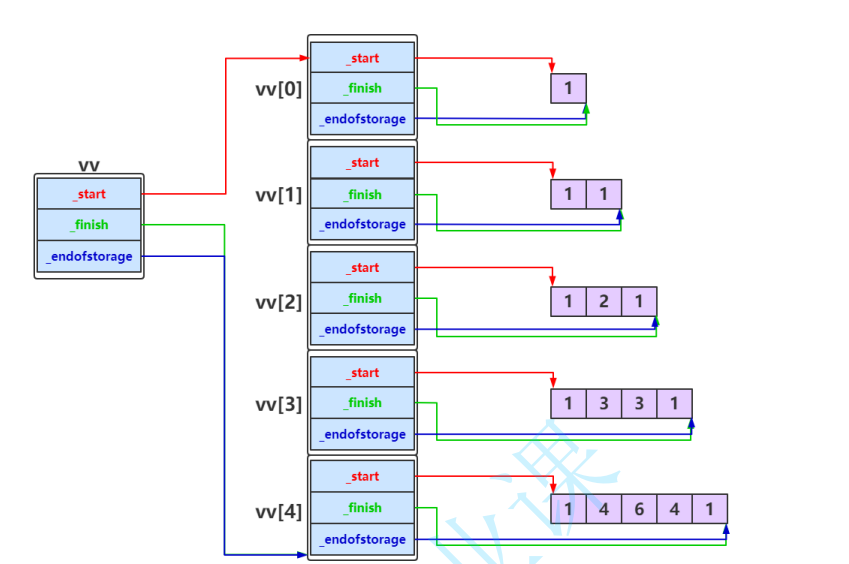 vv
_start
_finish
_endofstorage
vv[0]
_start
_finish
_endofstorage
1
vv[1]
_start
_finish
_endofstorage
1 1
vv[2]
_start
_finish
_endofstorage
1 2 1
vv[3]
_start
_finish
_endofstorage
1 3 3 1
vv[4]
_start
_finish
_endofstorage
1 4 6 4 1
课